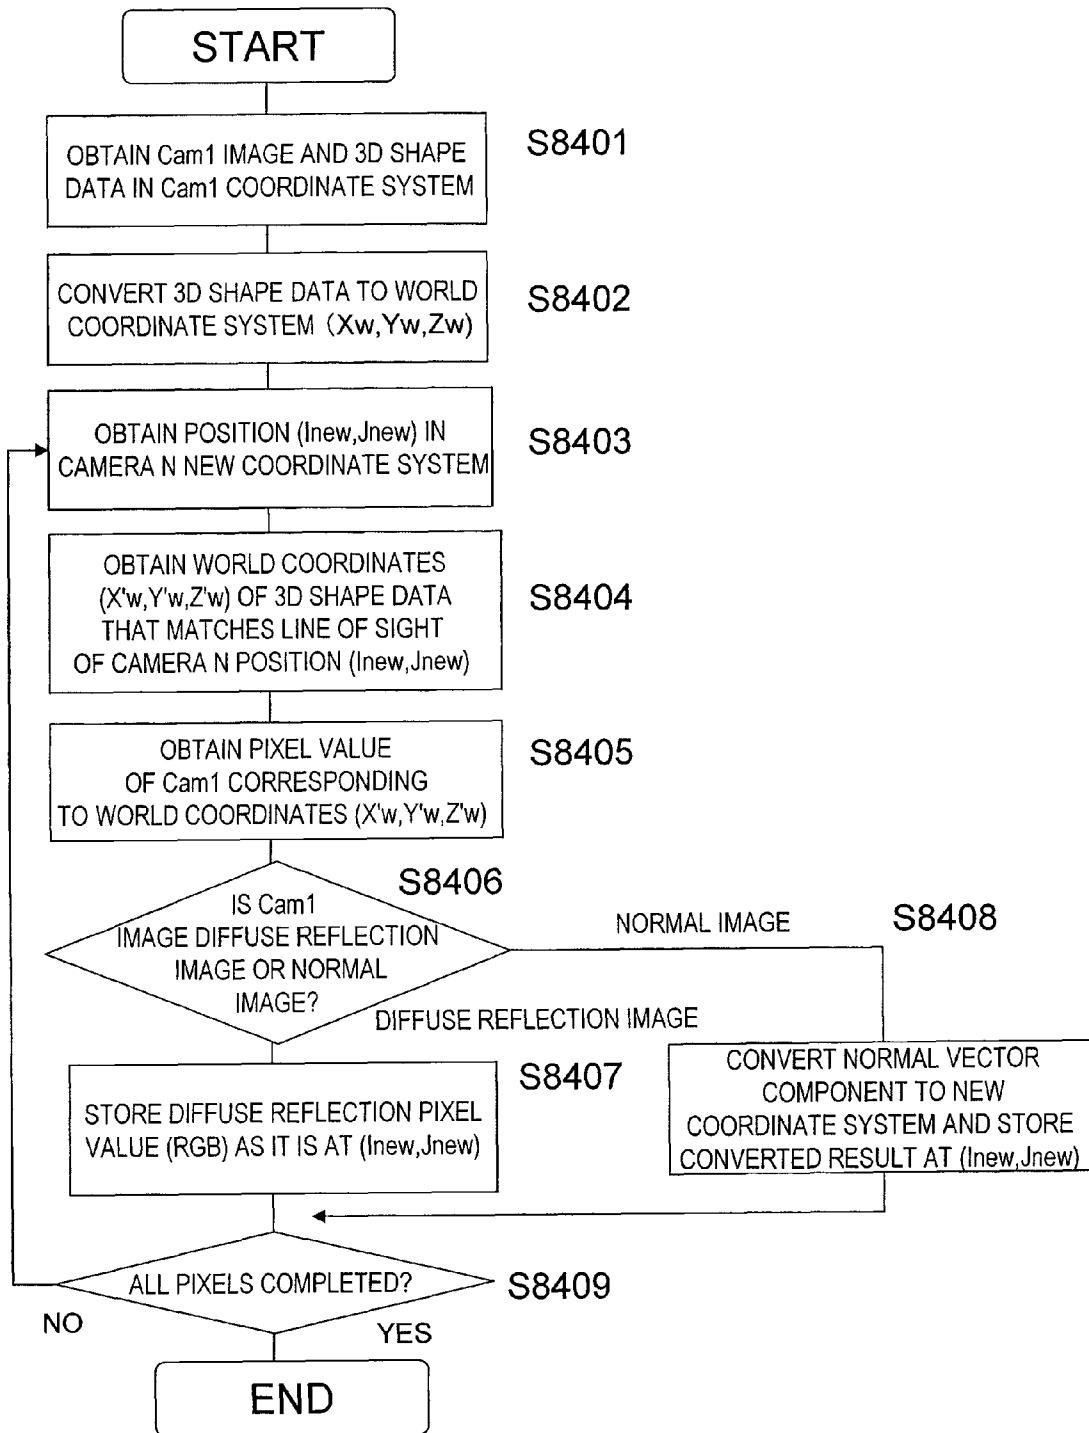 START
OBTAIN Cam1 IMAGE AND 3D SHAPE
DATA IN Cam1 COORDINATE SYSTEM
S8401
CONVERT 3D SHAPE DATA TO WORLD
COORDINATE SYSTEM (Xw,Yw,Zw)
S8402
OBTAIN POSITION (Inew,Jnew) IN
CAMERA N NEW COORDINATE SYSTEM
S8403
OBTAIN WORLD COORDINATES
(X'w,Y'w,Z'w) OF 3D SHAPE DATA
THAT MATCHES LINE OF SIGHT
OF CAMERA N POSITION (Inew,Jnew)
S8404
OBTAIN PIXEL VALUE
OF Cam1 CORRESPONDING
TO WORLD COORDINATES (X'w,Y'w,Z'w)
S8405
S8406
IS Cam1
IMAGE DIFFUSE REFLECTION
IMAGE OR NORMAL
IMAGE?
NORMAL IMAGE
S8408
DIFFUSE REFLECTION IMAGE
CONVERT NORMAL VECTOR
COMPONENT TO NEW
COORDINATE SYSTEM AND STORE
CONVERTED RESULT AT (Inew,Jnew)
S8407
STORE DIFFUSE REFLECTION PIXEL
VALUE (RGB) AS IT IS AT (Inew,Jnew)
ALL PIXELS COMPLETED?
S8409
NO
YES
END